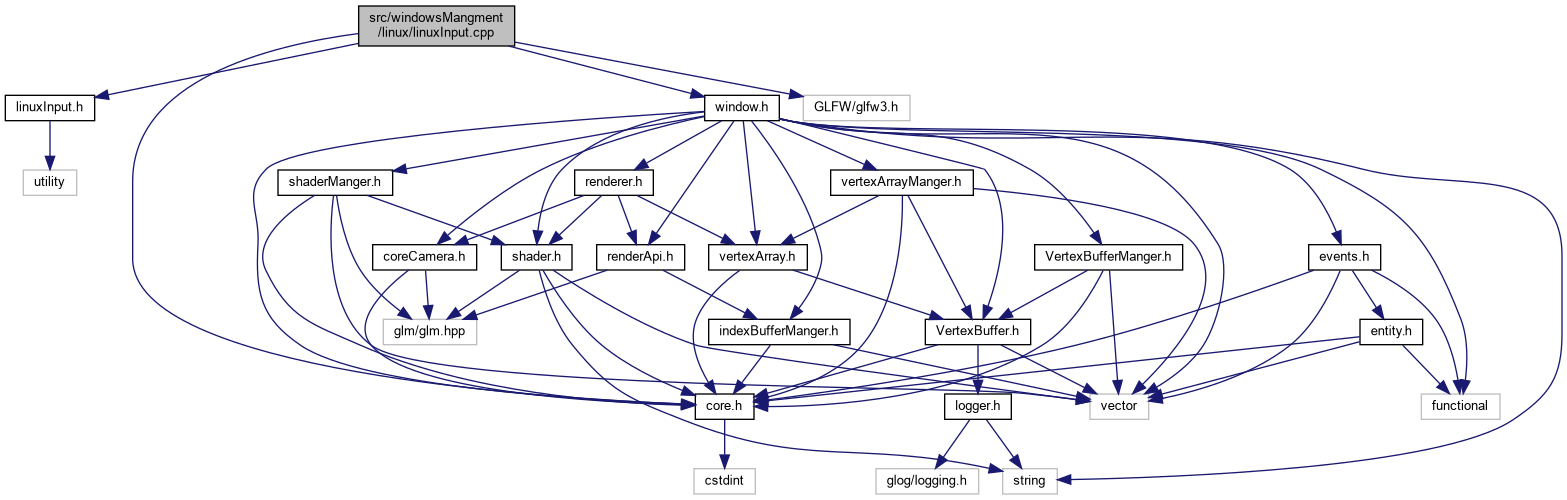 src/windowsMangment
/linux/linuxInput.cpp
linuxInput.h
window.h
GLFW/glfw3.h
utility
shaderManger.h
renderer.h
vertexArrayManger.h
coreCamera.h
shader.h
renderApi.h
vertexArray.h
VertexBufferManger.h
events.h
glm/glm.hpp
indexBufferManger.h
VertexBuffer.h
entity.h
core.h
logger.h
vector
functional
cstdint
glog/logging.h
string